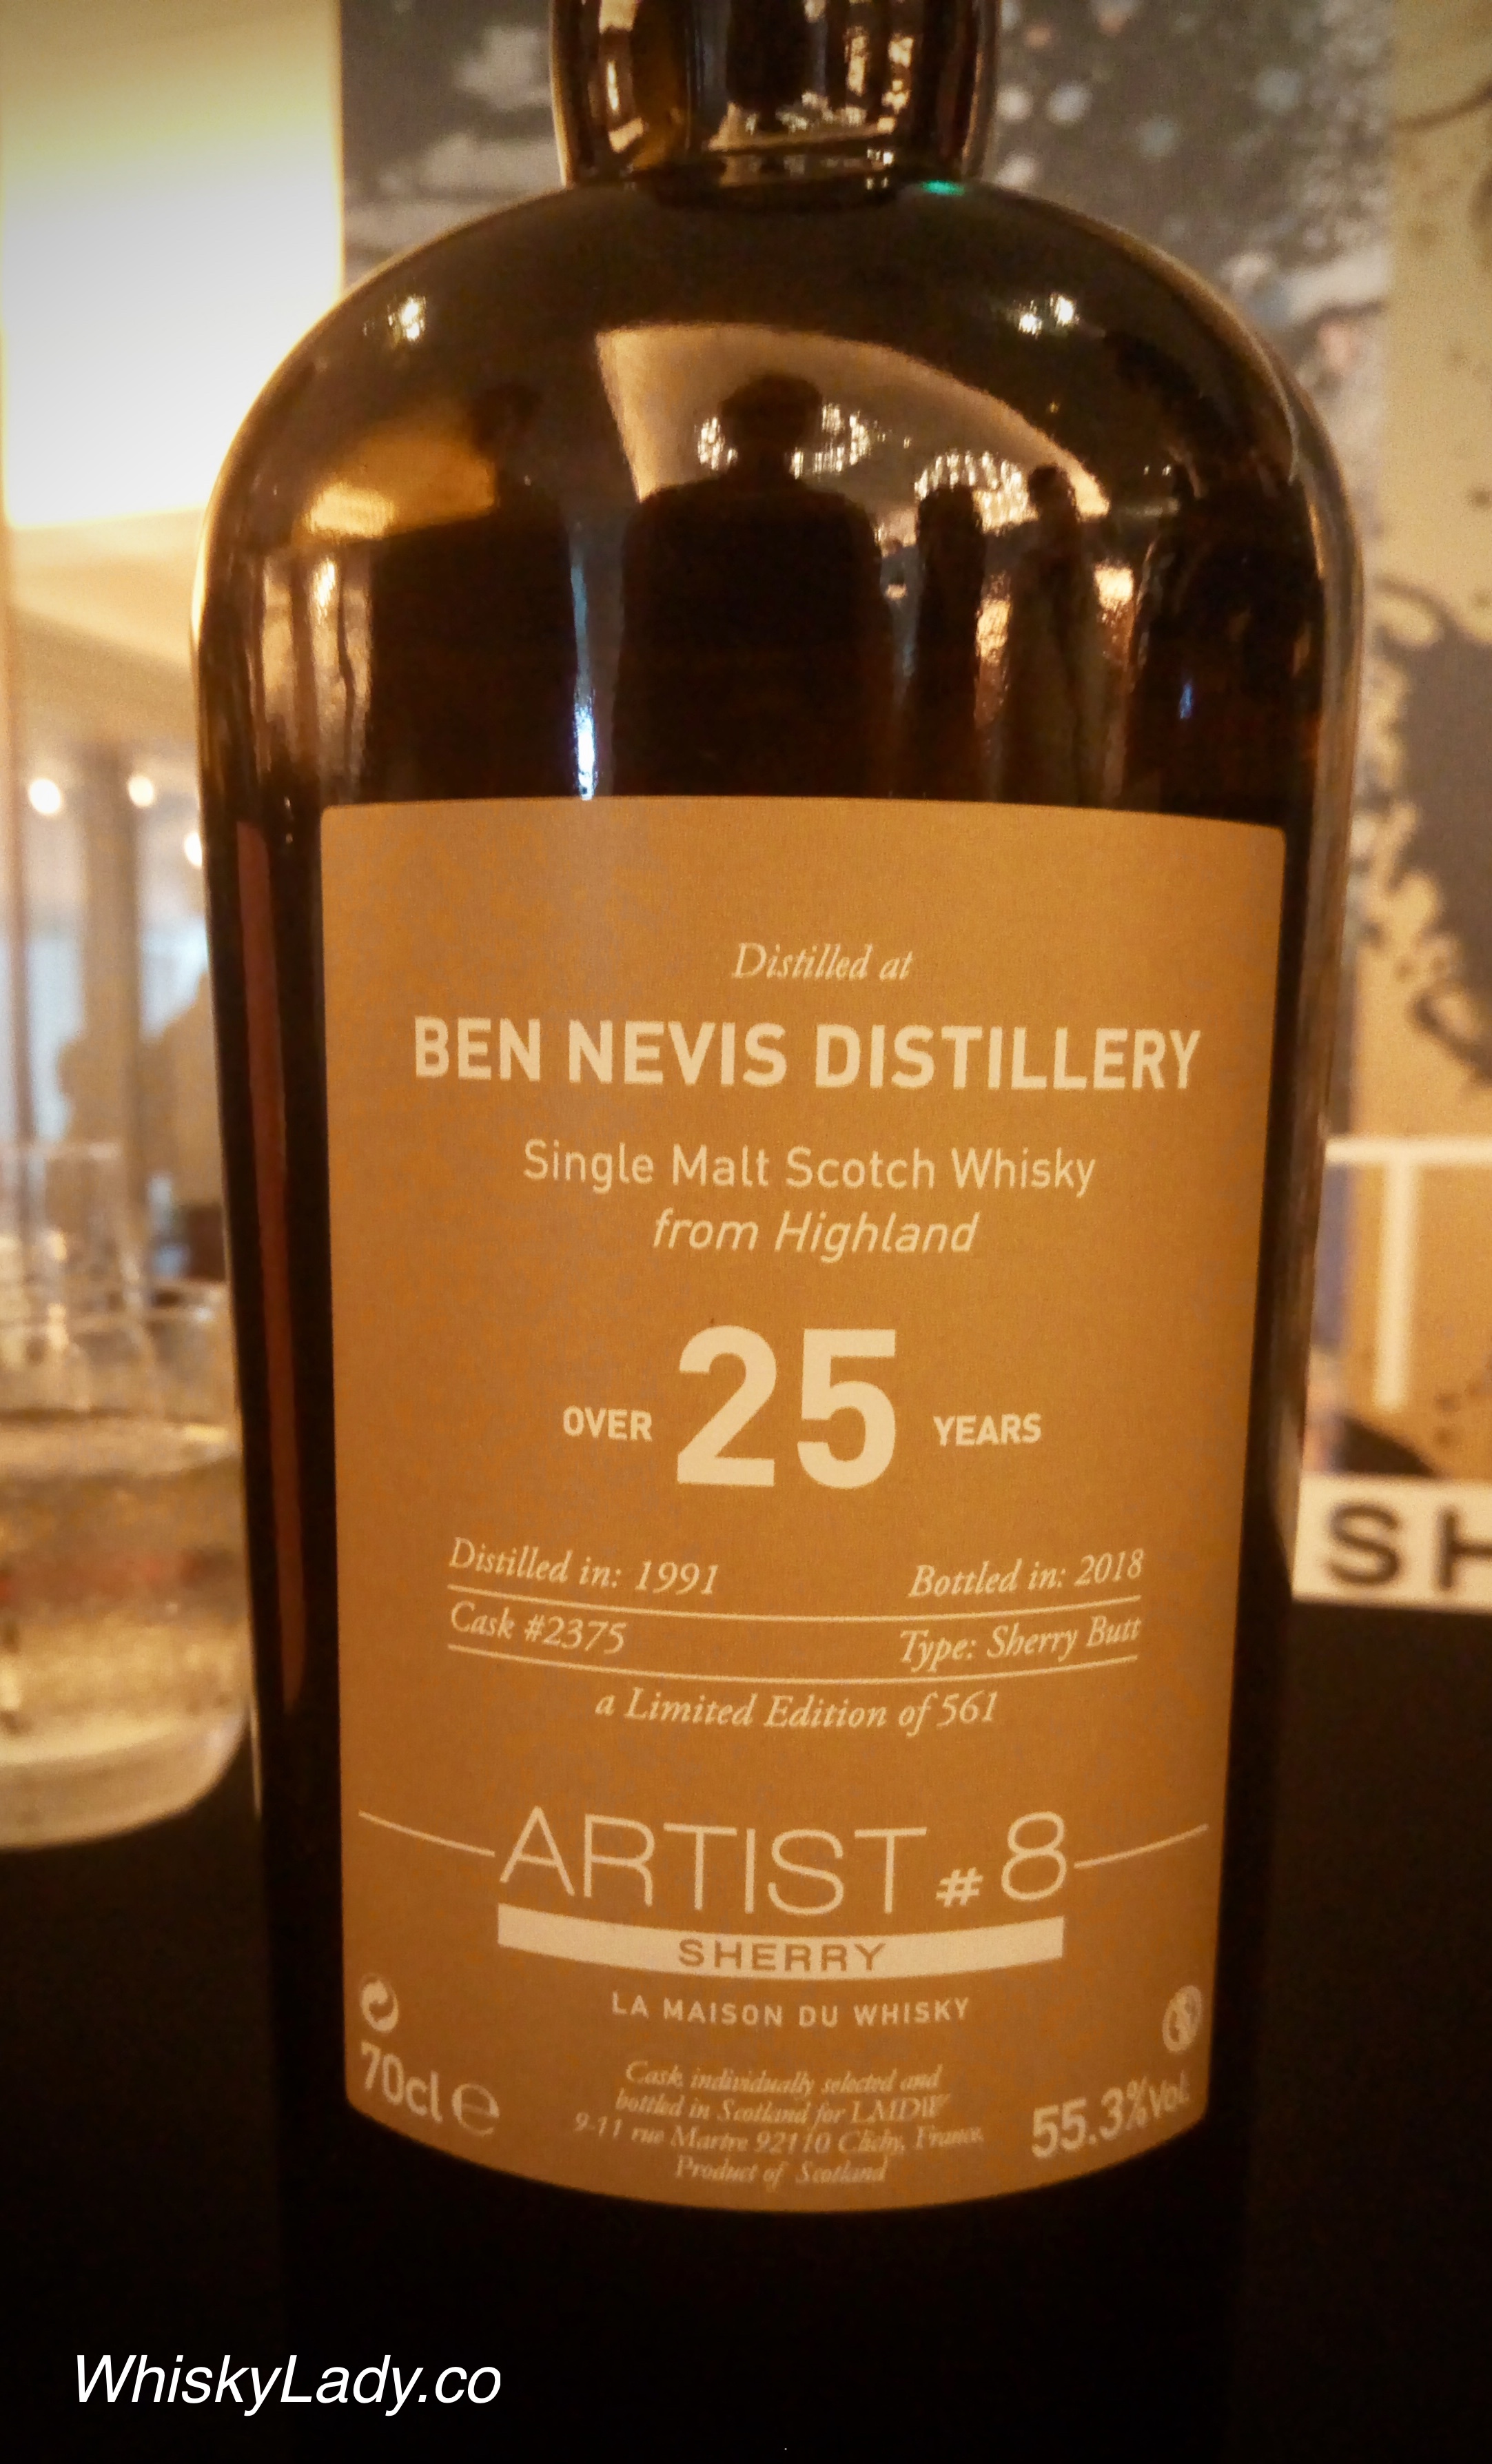 Distilled at
BEN NEVIS DISTILLERY
Single Malt Scotch Whisky
from Highland
OVER 25 YEARS
Distilled in: 1991 Bottled in: 2018
Cask #2375 Type: Sherry Butt
a Limited Edition of 561
ARTIST #8
SHERRY
LA MAISON DU WHISKY
70cl e
Cask individually selected and
bottled in Scotland for LMDW
9-11 rue Martre 92110 Clichy, France.
Product of Scotland
55.3%vol.
SH
WhiskyLady.co